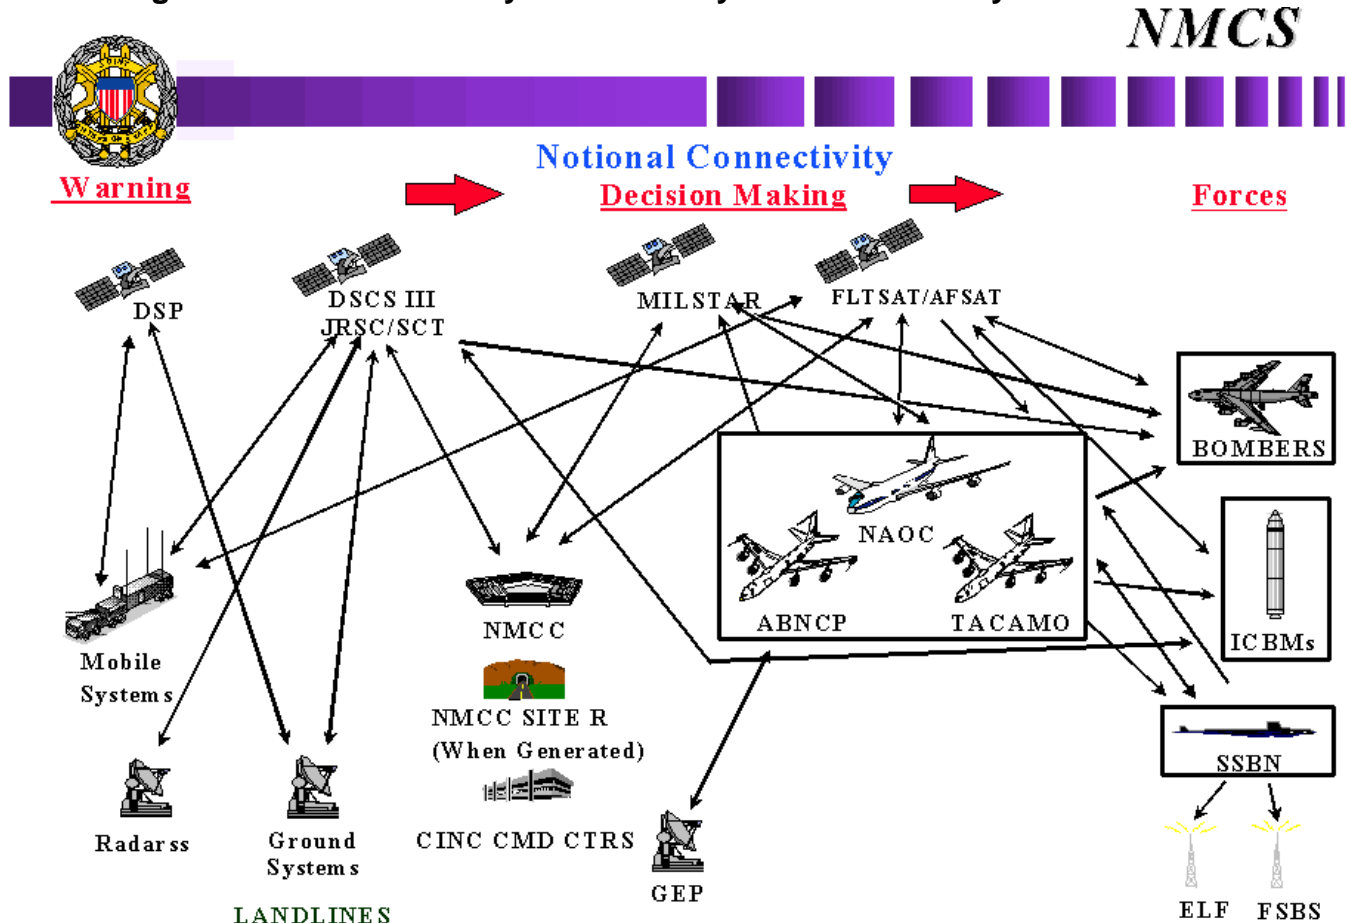 NMCS
Notional Connectivity
Warning
Decision Making
Forces
DSP
DSCS III
JRSC/SCT
MILSTAR
FLTSAT/AFSAT
BOMBERS
NAOC
ABNCP
TACAMO
ICBMs
NMCC
Mobile
Systems
NMCC SITE R
(When Generated)
SSBN
Radarss
Ground
Systems
CINC CMD CTRS
GEP
ELF
FSBS
LANDLINES